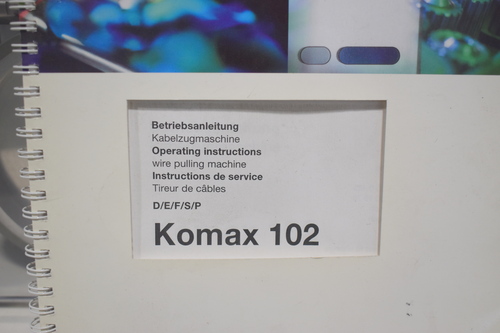 Betriebsanleitung
Kabelzugmaschine
Operating instructions
wire pulling machine
Instructions de service
Tireur de câbles
D/E/F/S/P
Komax 102